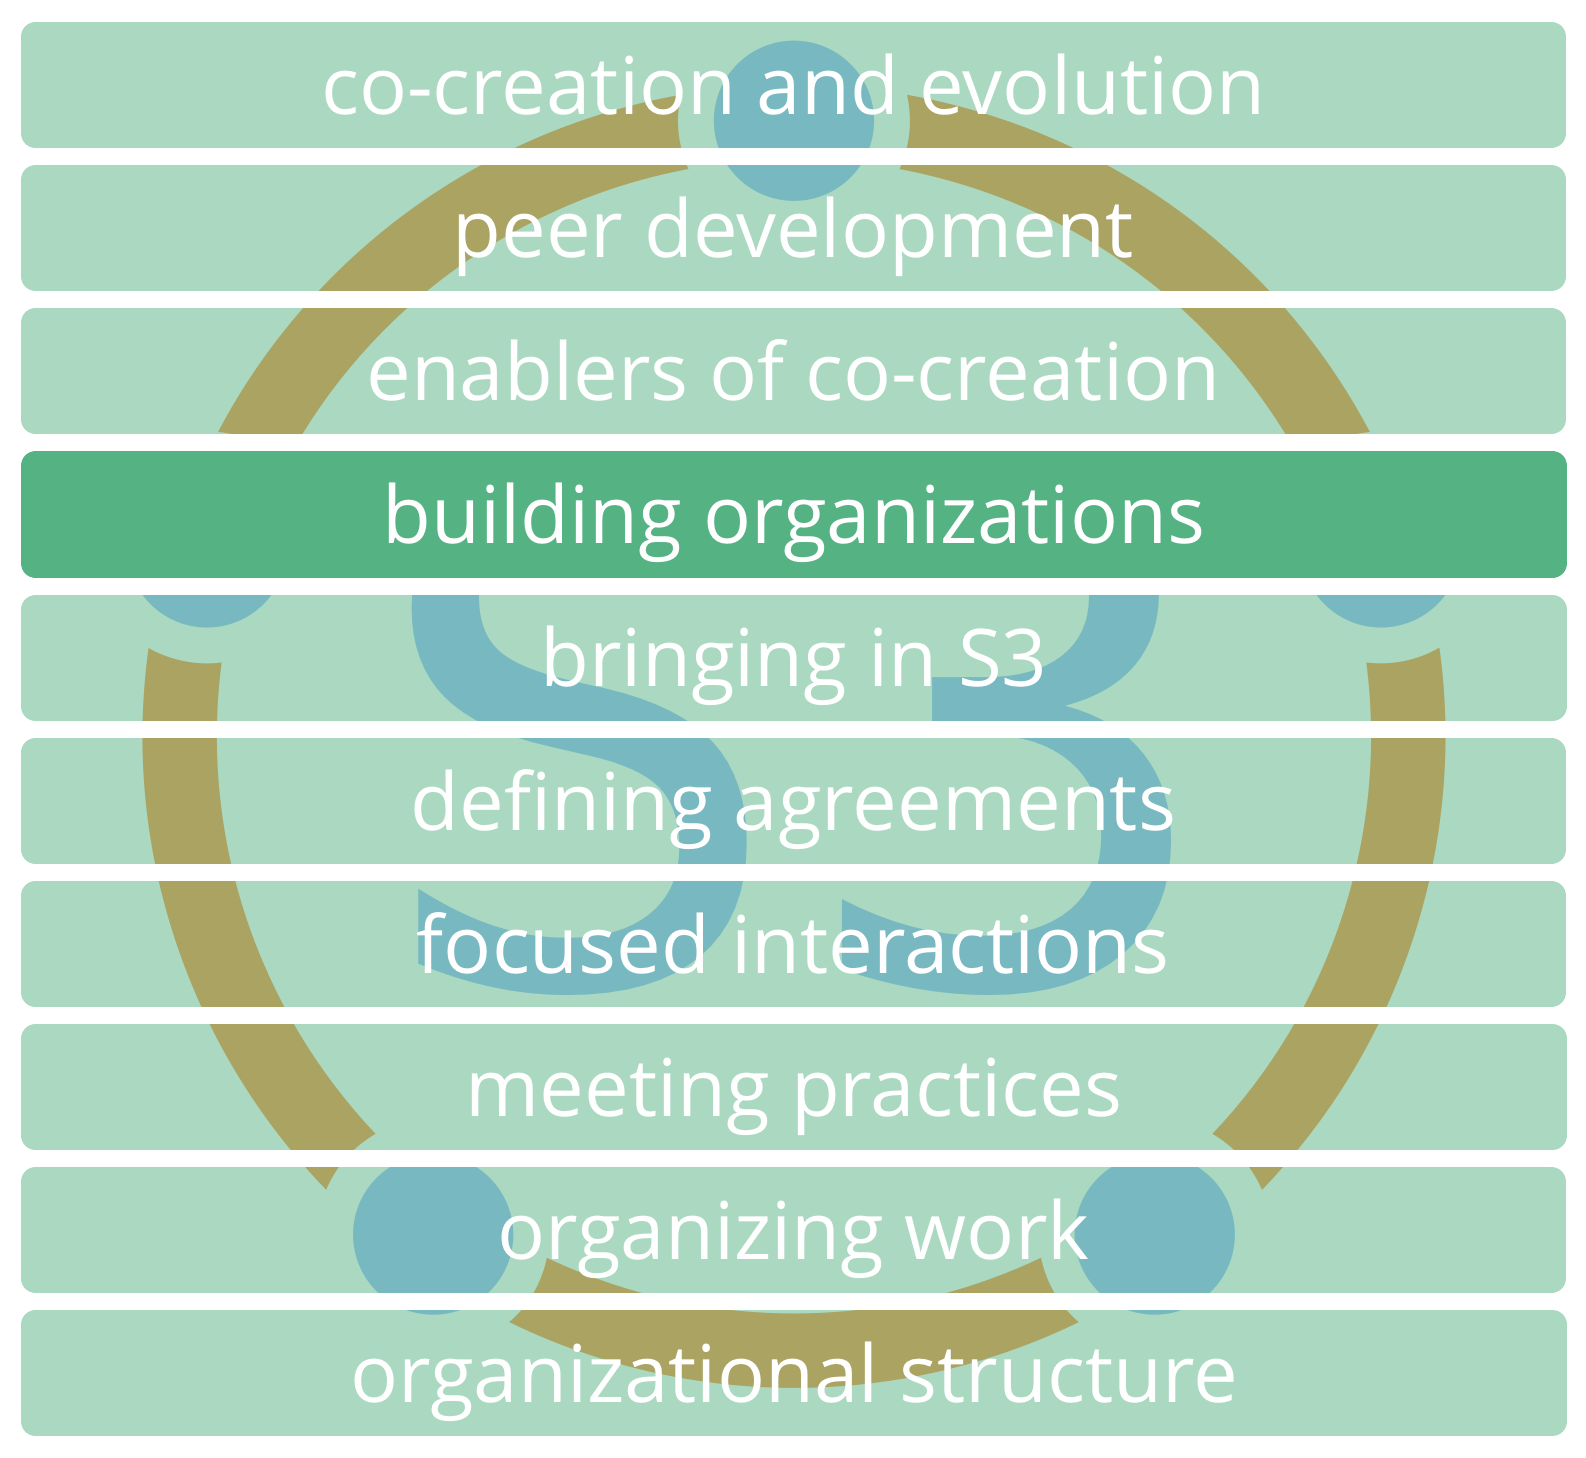 co-creation and evolution
peer development
enablers of co-creation
building organizations
bringing in S3
defining agreements
focused interactions
meeting practices
organizing work
organizational structure
S3